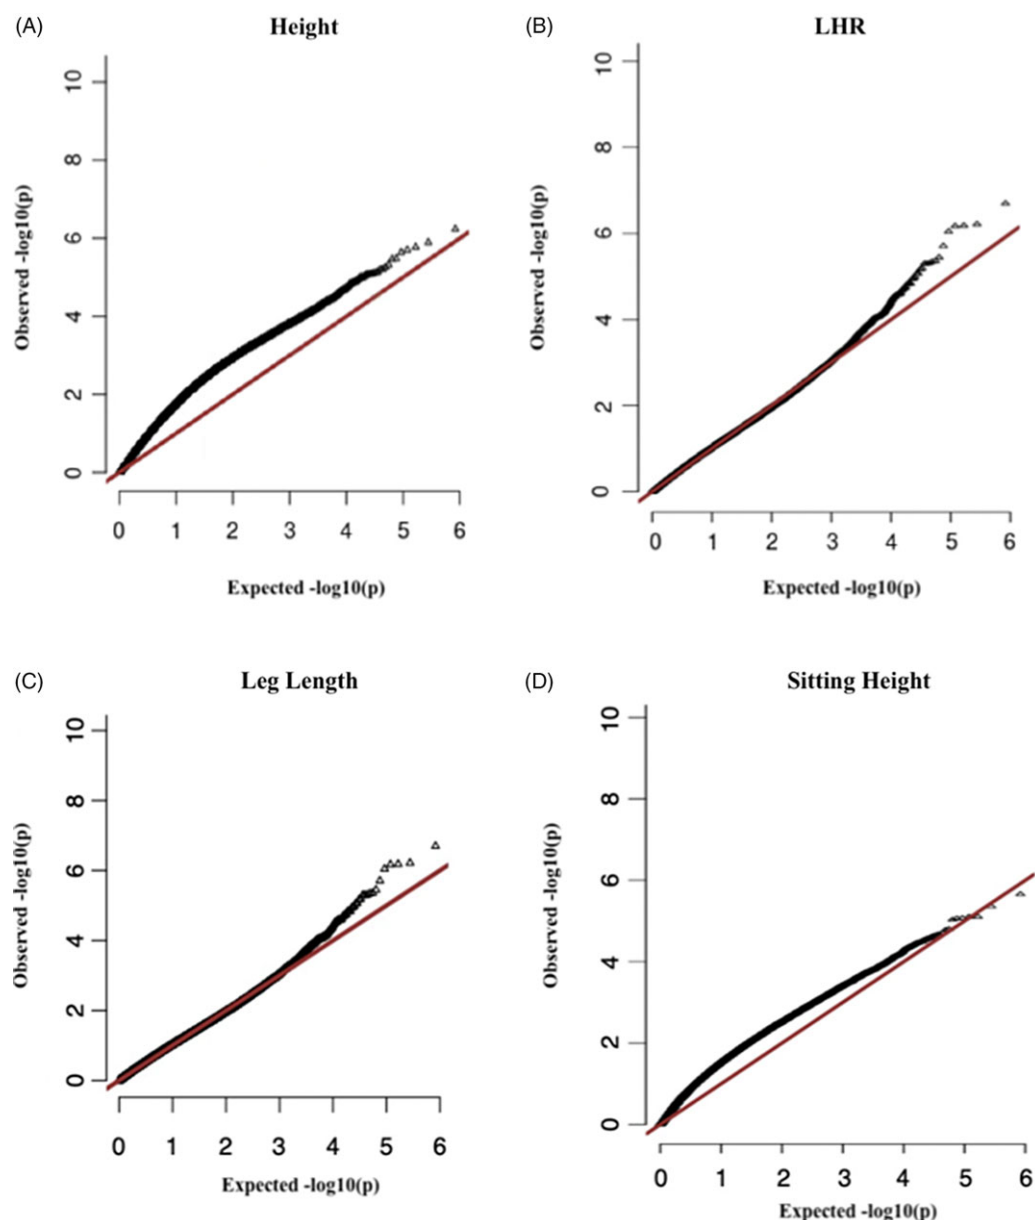 (A)
Height
10
8
6
4
2
0
Observed -log10(p)
0 1 2 3 4 5 6
Expected -log10(p)
(B)
LHR
10
8
6
4
2
0
Observed -log10(p)
0 1 2 3 4 5 6
Expected -log10(p)
(C)
Leg Length
10
8
6
4
2
0
Observed -log10(p)
0 1 2 3 4 5 6
Expected -log10(p)
(D)
Sitting Height
10
8
6
4
2
0
Observed -log10(p)
0 1 2 3 4 5 6
Expected -log10(p)